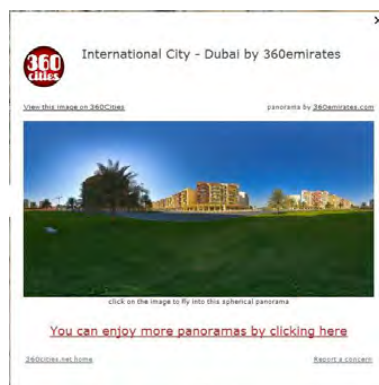 x
360
cities
International City - Dubai by 360emirates
View this image on 360Cities
panorama by 360emirates.com
click on the image to fly into this spherical panorama
You can enjoy more panoramas by clicking here
360cities.net home
Report a concern